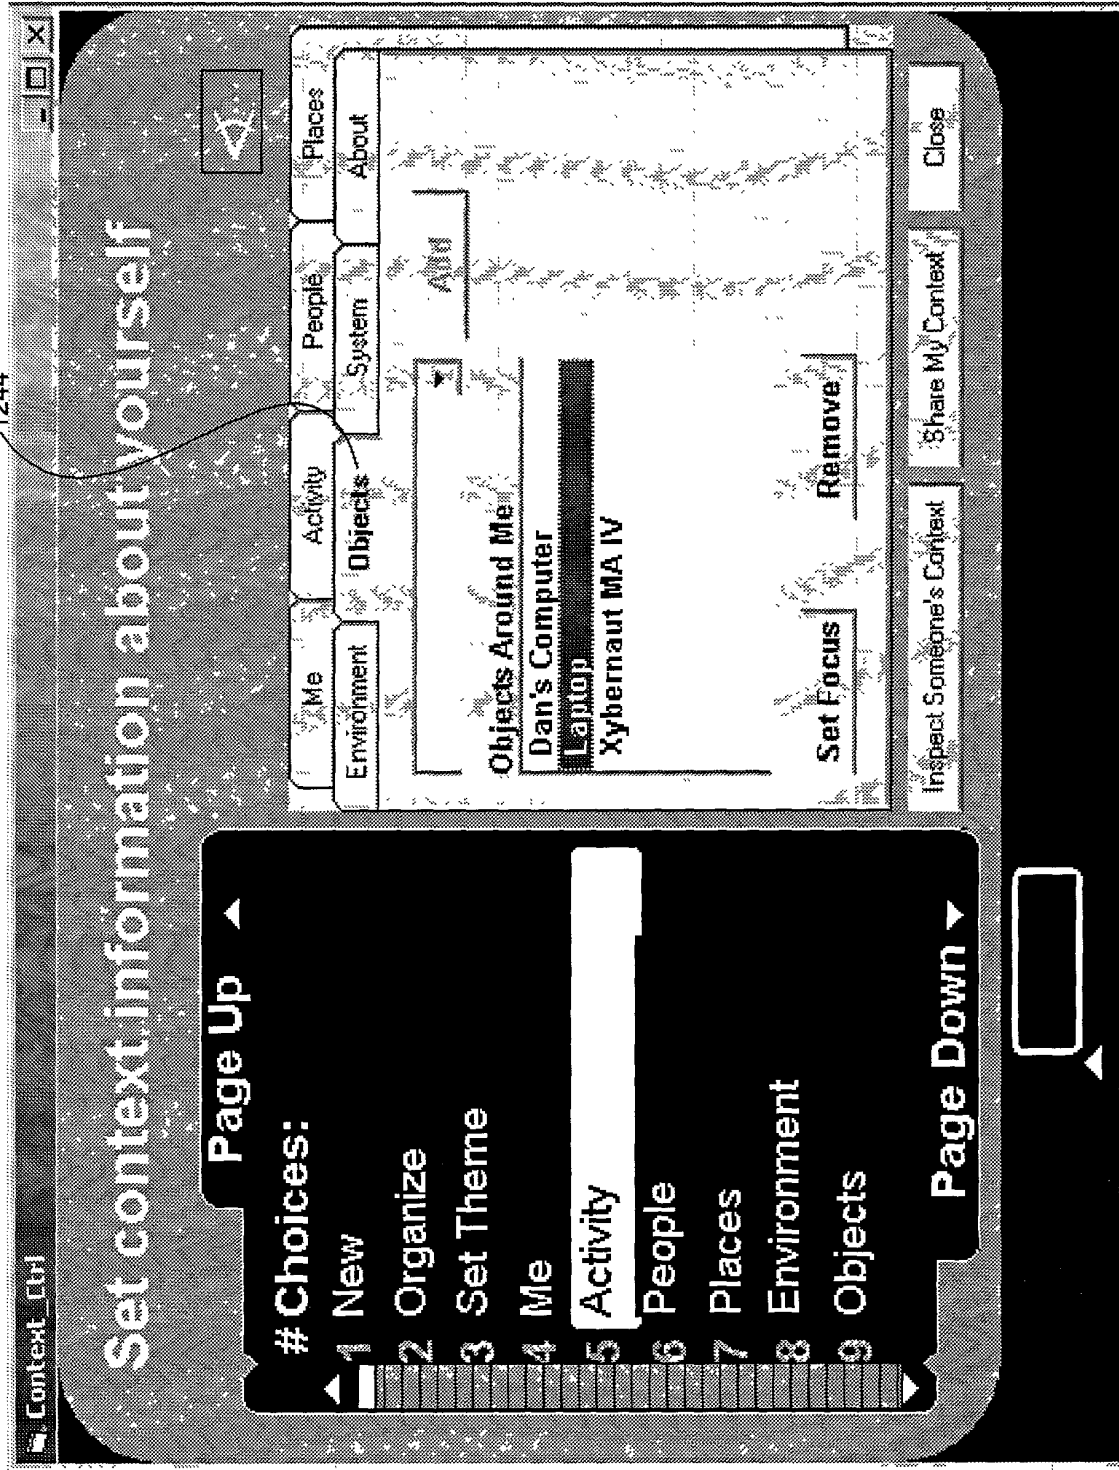 1244
Context_Ctrl
Set context information about yourself
Page Up
# Choices:
1 New
2 Organize
3 Set Theme
4 Me
5 Activity
6 People
7 Places
8 Environment
9 Objects
Page Down
Me Activity People Places
Environment Objects System About
Add
Objects Around Me
Dan's Computer
Laptop
Xybernaut MA IV
Set Focus Remove
Inspect Someone's Context Share My Context Close